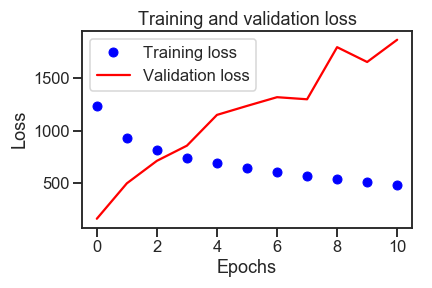 Training and validation loss
Training loss
Validation loss
1500
1000
500
Loss
0 2 4 6 8 10
Epochs